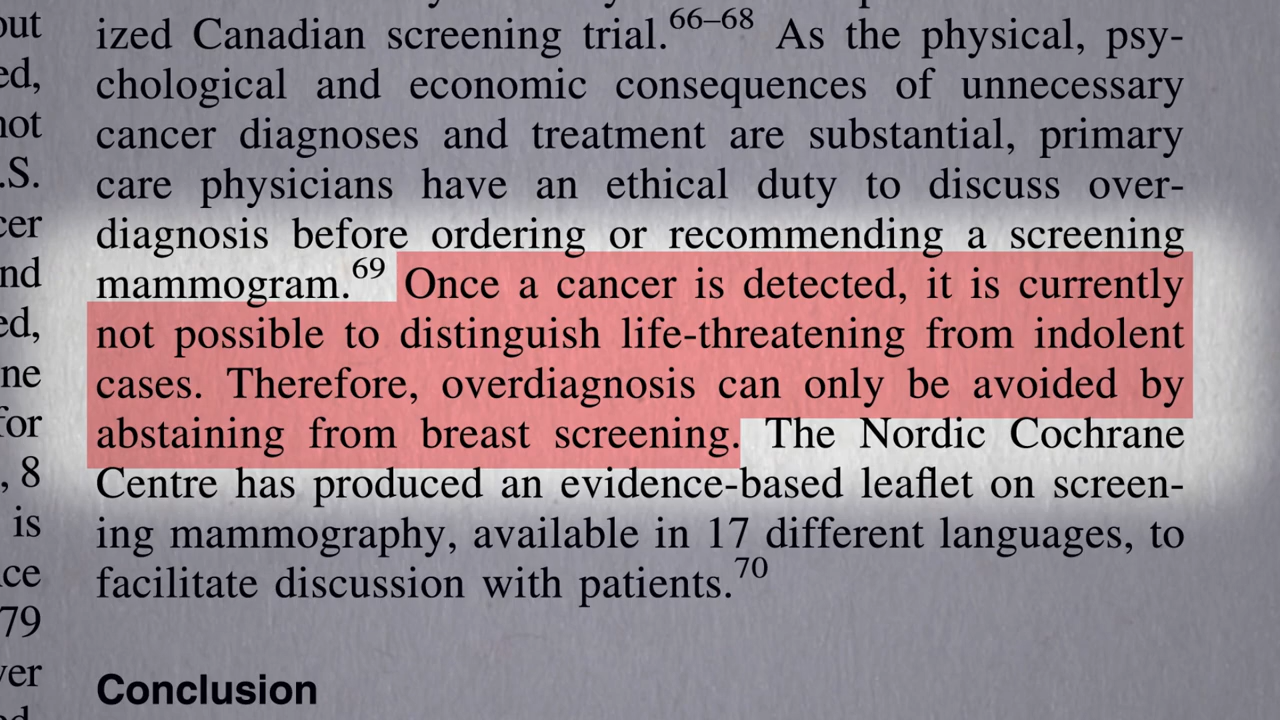 ized Canadian screening trial.66–68 As the physical, psy-
chological and economic consequences of unnecessary
cancer diagnoses and treatment are substantial, primary
care physicians have an ethical duty to discuss over-
diagnosis before ordering or recommending a screening
mammogram.69 Once a cancer is detected, it is currently
not possible to distinguish life-threatening from indolent
cases. Therefore, overdiagnosis can only be avoided by
abstaining from breast screening. The Nordic Cochrane
Centre has produced an evidence-based leaflet on screen-
ing mammography, available in 17 different languages, to
facilitate discussion with patients.70
Conclusion